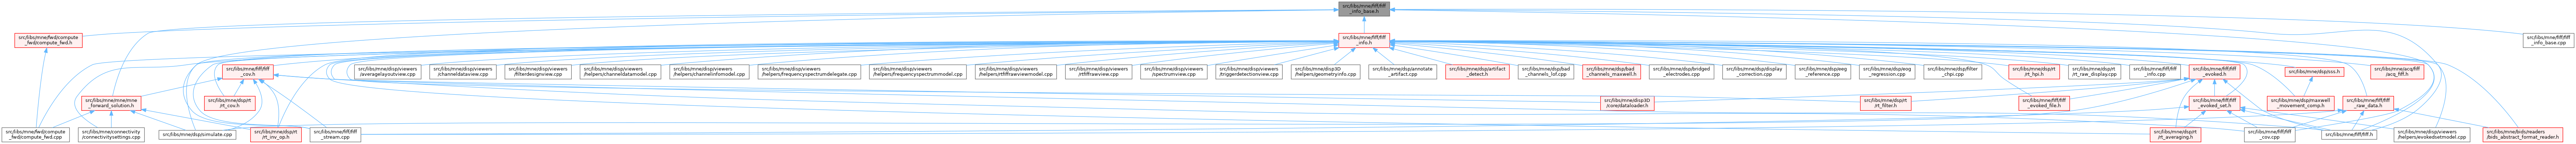 src/libs/mne/fiff/fiff
_info_base.h
src/libs/mne/fwd/compute
_fwd/compute_fwd.h
src/libs/mne/fiff/fiff
_info.h
src/libs/mne/fiff/fiff
_info_base.cpp
src/libs/mne/fiff/fiff
_cov.h
src/libs/mne/disp/viewers
/averagelayoutview.cpp
src/libs/mne/disp/viewers
/channeldataview.cpp
src/libs/mne/disp/viewers
/filterdesignview.cpp
src/libs/mne/disp/viewers
/helpers/channeldatamodel.cpp
src/libs/mne/disp/viewers
/helpers/channelinfomodel.cpp
src/libs/mne/disp/viewers
/helpers/frequencyspectrumdelegate.cpp
src/libs/mne/disp/viewers
/helpers/frequencyspectrummodel.cpp
src/libs/mne/disp/viewers
/helpers/rtfiffrawviewmodel.cpp
src/libs/mne/disp/viewers
/rtfiffrawview.cpp
src/libs/mne/disp/viewers
/spectrumview.cpp
src/libs/mne/disp/viewers
/triggerdetectionview.cpp
src/libs/mne/disp3D
/helpers/geometryinfo.cpp
src/libs/mne/dsp/annotate
_artifact.cpp
src/libs/mne/dsp/artifact
_detect.h
src/libs/mne/dsp/bad
_channels_lof.cpp
src/libs/mne/dsp/bad
_channels_maxwell.h
src/libs/mne/dsp/bridged
_electrodes.cpp
src/libs/mne/dsp/display
_correction.cpp
src/libs/mne/dsp/eeg
_reference.cpp
src/libs/mne/dsp/eog
_regression.cpp
src/libs/mne/dsp/filter
_chpi.cpp
src/libs/mne/dsp/rt
/rt_hpi.h
src/libs/mne/dsp/rt
/rt_raw_display.cpp
src/libs/mne/fiff/fiff
_info.cpp
src/libs/mne/fiff/fiff
_evoked.h
src/libs/mne/dsp/sss.h
src/libs/mne/acq/fiff
/acq_fiff.h
src/libs/mne/mne/mne
_forward_solution.h
src/libs/mne/dsp/rt
/rt_cov.h
src/libs/mne/disp3D
/core/dataloader.h
src/libs/mne/dsp/rt
/rt_filter.h
src/libs/mne/fiff/fiff
_evoked_file.h
src/libs/mne/fiff/fiff
_evoked_set.h
src/libs/mne/dsp/maxwell
_movement_comp.h
src/libs/mne/fiff/fiff
_raw_data.h
src/libs/mne/fwd/compute
_fwd/compute_fwd.cpp
src/libs/mne/connectivity
/connectivitysettings.cpp
src/libs/mne/dsp/simulate.cpp
src/libs/mne/dsp/rt
/rt_inv_op.h
src/libs/mne/fiff/fiff
_stream.cpp
src/libs/mne/dsp/rt
/rt_averaging.h
src/libs/mne/fiff/fiff
_cov.cpp
src/libs/mne/fiff/fiff.h
src/libs/mne/disp/viewers
/helpers/evokedsetmodel.cpp
src/libs/mne/bids/readers
/bids_abstract_format_reader.h